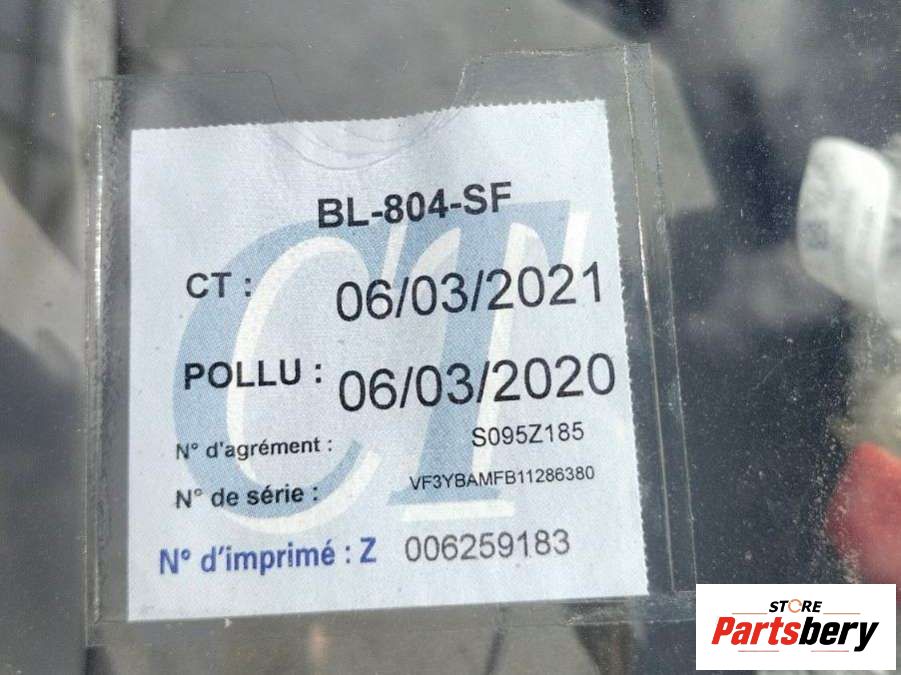 BL-804-SF
CT : 06/03/2021
POLLU : 06/03/2020
N° d'agrément : S095Z185
N° de série : VF3YBAMFB11286380
N° d'imprimé : Z 006259183
CT
STORE
Partsbery